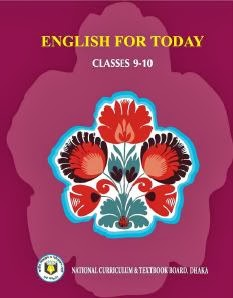 ENGLISH FOR TODAY
CLASSES 9-10
NATIONAL CURRICULUM & TEXTBOOK BOARD, DHAKA